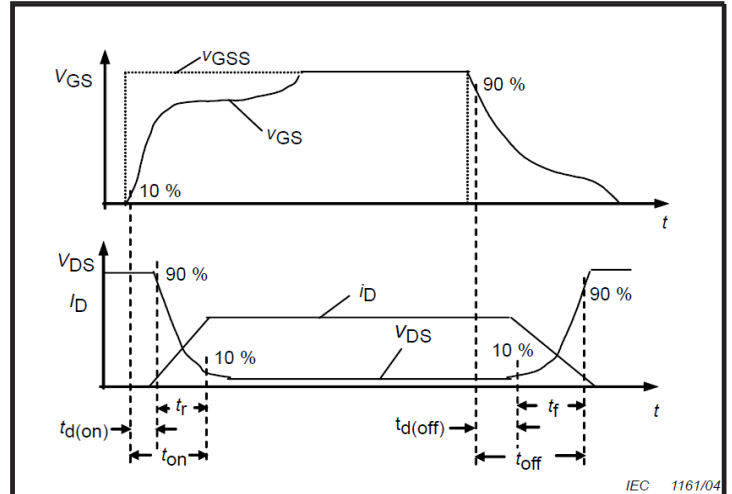 vGSS
VGS
90 %
vGS
10 %
t
VDS
90 %
ID
iD
90 %
VDS
10 %
10 %
tr
tf
t
td(on)
td(off)
ton
toff
IEC 1161/04